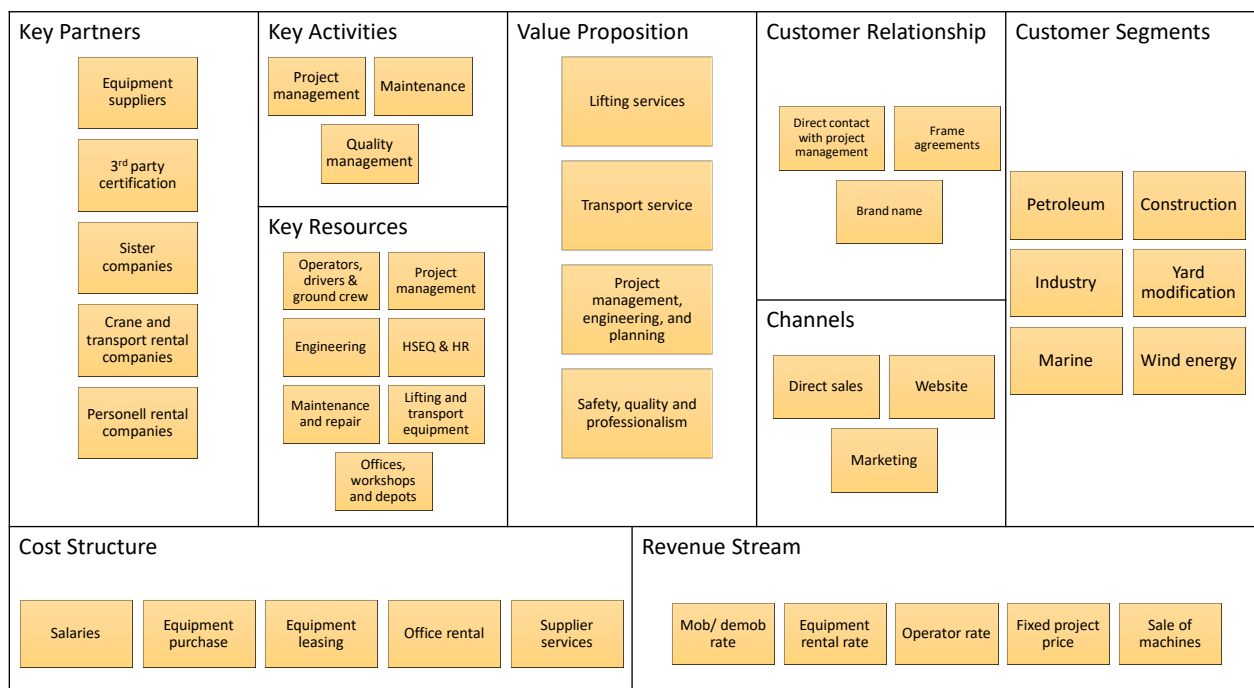 Key Partners
Equipment
suppliers
3rd party
certification
Sister
companies
Crane and
transport rental
companies
Personell rental
companies
Key Activities
Project
management
Maintenance
Quality
management
Key Resources
Operators,
drivers &
ground crew
Project
management
Engineering
HSEQ & HR
Maintenance
and repair
Lifting and
transport
equipment
Offices,
workshops
and depots
Value Proposition
Lifting services
Transport service
Project
management,
engineering, and
planning
Safety, quality and
professionalism
Customer Relationship
Direct contact
with project
management
Frame
agreements
Brand name
Channels
Direct sales
Website
Marketing
Customer Segments
Petroleum
Construction
Industry
Yard
modification
Marine
Wind energy
Cost Structure
Salaries
Equipment
purchase
Equipment
leasing
Office rental
Supplier
services
Revenue Stream
Mob/ demob
rate
Equipment
rental rate
Operator rate
Fixed project
price
Sale of
machines